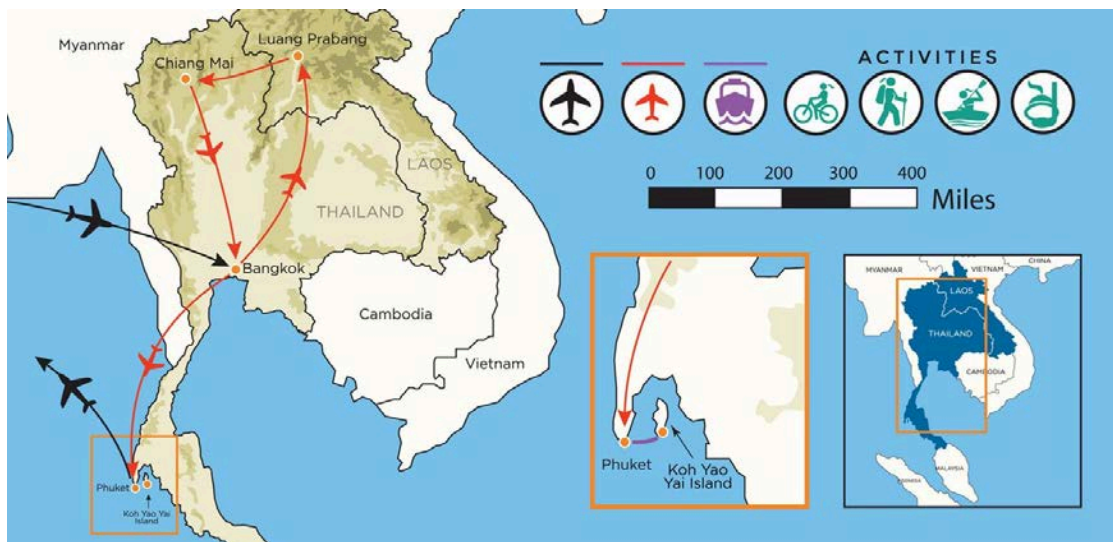 Myanmar
Luang Prabang
Chiang Mai
LAOS
THAILAND
Bangkok
Cambodia
Vietnam
Phuket
Koh Yao Yai
Island
ACTIVITIES
0 100 200 300 400
Miles
Phuket
Koh Yao
Yai Island
MYANMAR
VIETNAM
CHINA
LAOS
THAILAND
CAMBODIA
MALAYSIA